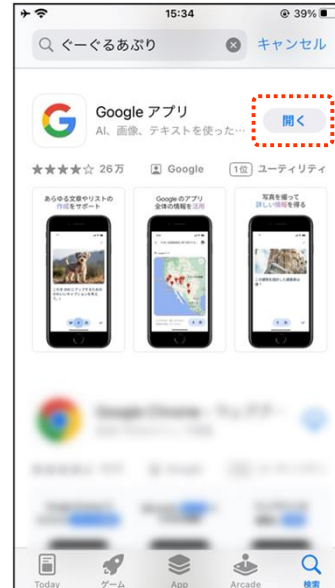 15:34
39%
ぐーぐるあぷり
キャンセル
Google アプリ
AI、画像、テキストを使った…
開く
★★★★☆ 26万
Google
1位 ユーティリティ
あらゆる文章やリストの
作成をサポート
Google のアプリ
全体の情報を活用
写真を撮って
詳しい情報を得る
Today
ゲーム
App
Arcade
検索